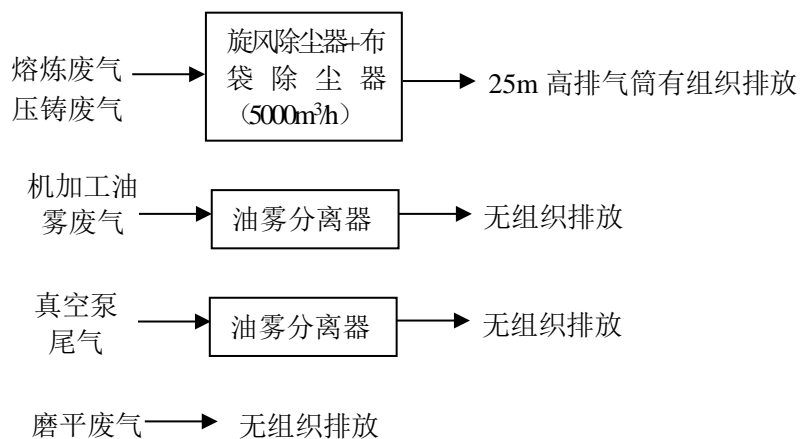 熔炼废气
压铸废气
旋风除尘器+布
袋除尘器
（5000m³/h）
25m 高排气筒有组织排放
机加工油
雾废气
油雾分离器
无组织排放
真空泵
尾气
油雾分离器
无组织排放
磨平废气
无组织排放